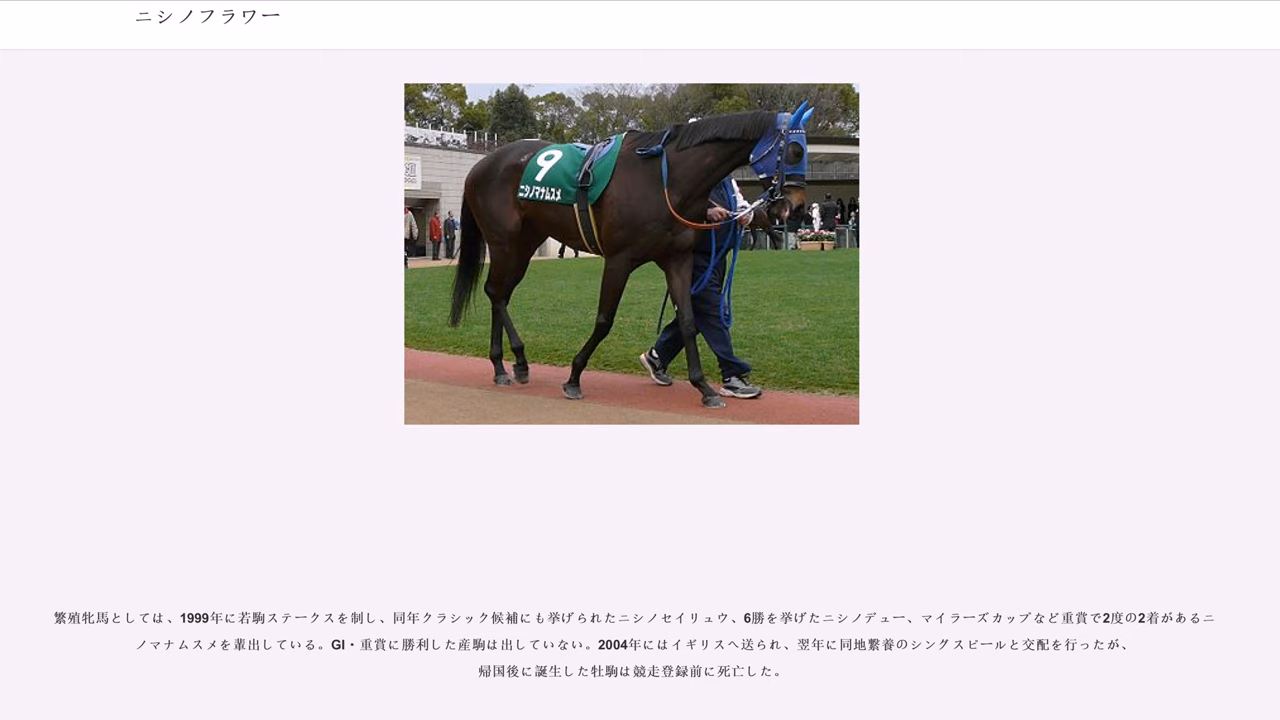 ニシノフラワー
9
ニシノマナムスメ
繁殖牝馬としては、1999年に若駒ステークスを制し、同年クラシック候補にも挙げられたニシノセイリュウ、6勝を挙げたニシノデュー、マイラーズカップなど重賞で2度の2着があるニ
ノマナムスメを輩出している。GI・重賞に勝利した産駒は出していない。2004年にはイギリスへ送られ、翌年に同地繋養のシングスピールと交配を行ったが、
帰国後に誕生した牡駒は競走登録前に死亡した。